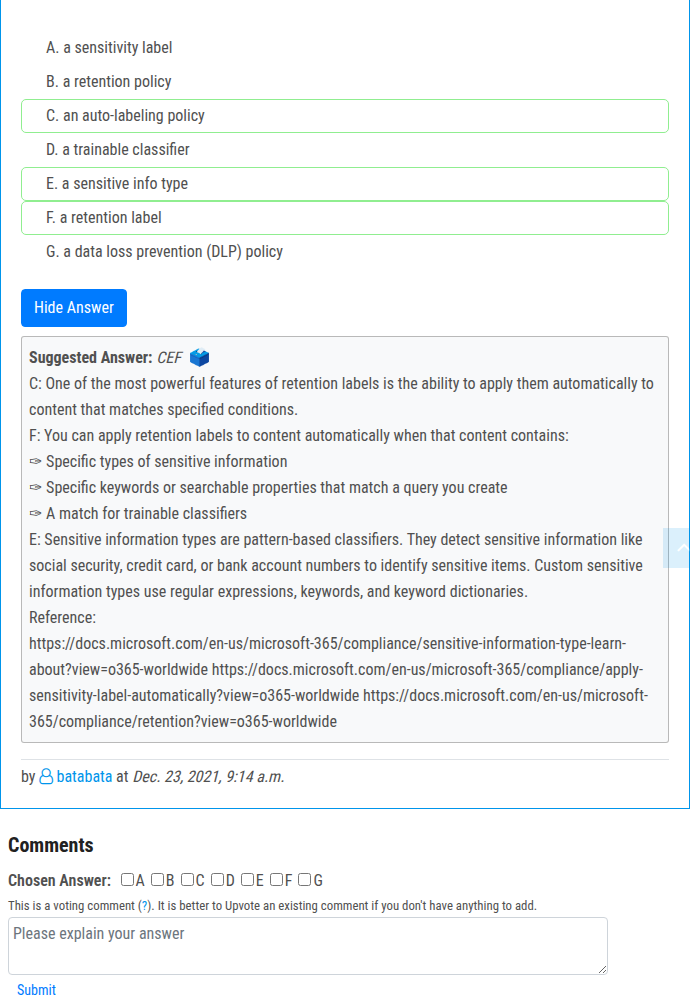 A. a sensitivity label
B. a retention policy
C. an auto-labeling policy
D. a trainable classifier
E. a sensitive info type
F. a retention label
G. a data loss prevention (DLP) policy
Hide Answer
Suggested Answer: CEF
C: One of the most powerful features of retention labels is the ability to apply them automatically to
content that matches specified conditions.
F: You can apply retention labels to content automatically when that content contains:
✑ Specific types of sensitive information
✑ Specific keywords or searchable properties that match a query you create
✑ A match for trainable classifiers
E: Sensitive information types are pattern-based classifiers. They detect sensitive information like
social security, credit card, or bank account numbers to identify sensitive items. Custom sensitive
information types use regular expressions, keywords, and keyword dictionaries.
Reference:
https://docs.microsoft.com/en-us/microsoft-365/compliance/sensitive-information-type-learn-
about?view=o365-worldwide https://docs.microsoft.com/en-us/microsoft-365/compliance/apply-
sensitivity-label-automatically?view=o365-worldwide https://docs.microsoft.com/en-us/microsoft-
365/compliance/retention?view=o365-worldwide
by batabata at Dec. 23, 2021, 9:14 a.m.
Comments
Chosen Answer: A B C D E F G
This is a voting comment (?). It is better to Upvote an existing comment if you don't have anything to add.
Please explain your answer
Submit